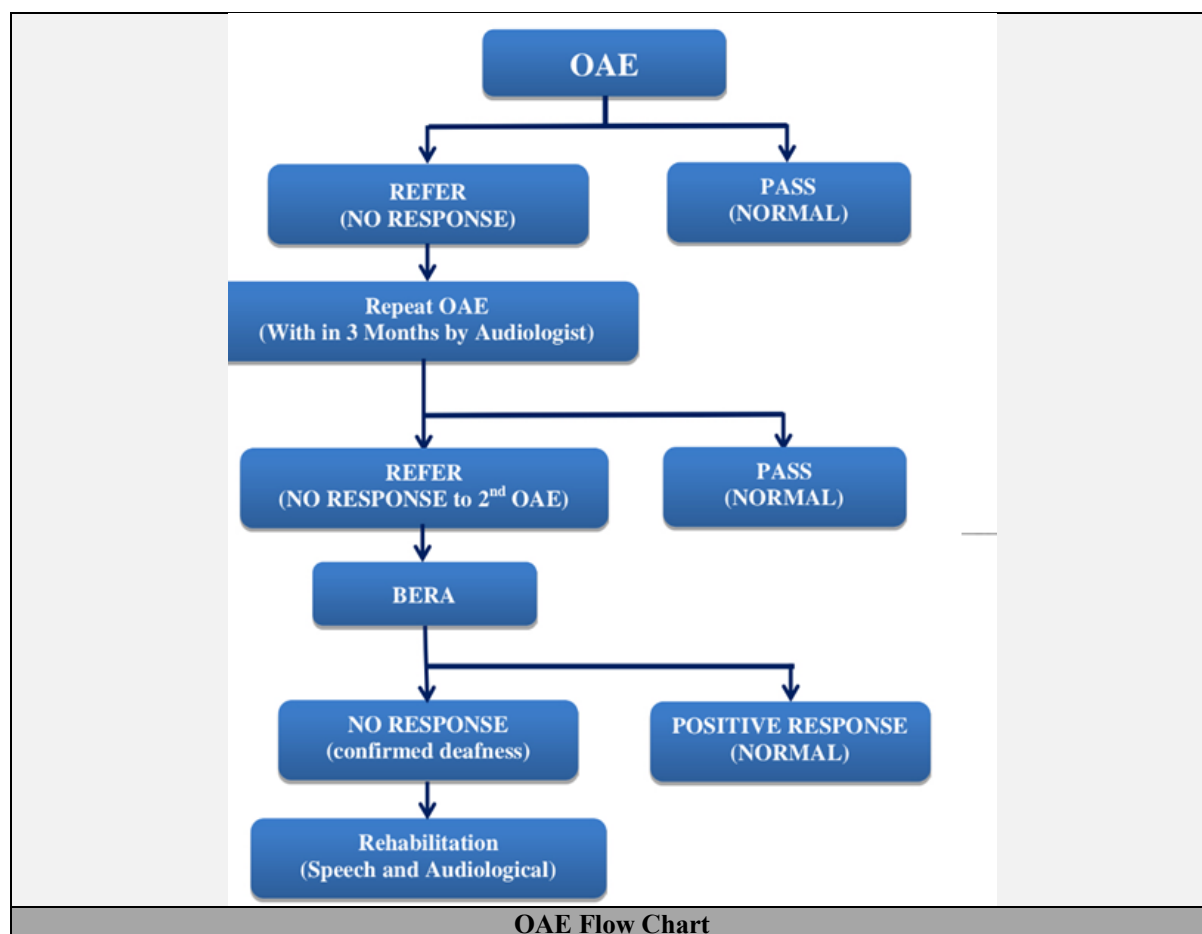 OAE
REFER
(NO RESPONSE)
PASS
(NORMAL)
Repeat OAE
(With in 3 Months by Audiologist)
REFER
(NO RESPONSE to 2nd OAE)
PASS
(NORMAL)
BERA
NO RESPONSE
(confirmed deafness)
POSITIVE RESPONSE
(NORMAL)
Rehabilitation
(Speech and Audiological)
OAE Flow Chart